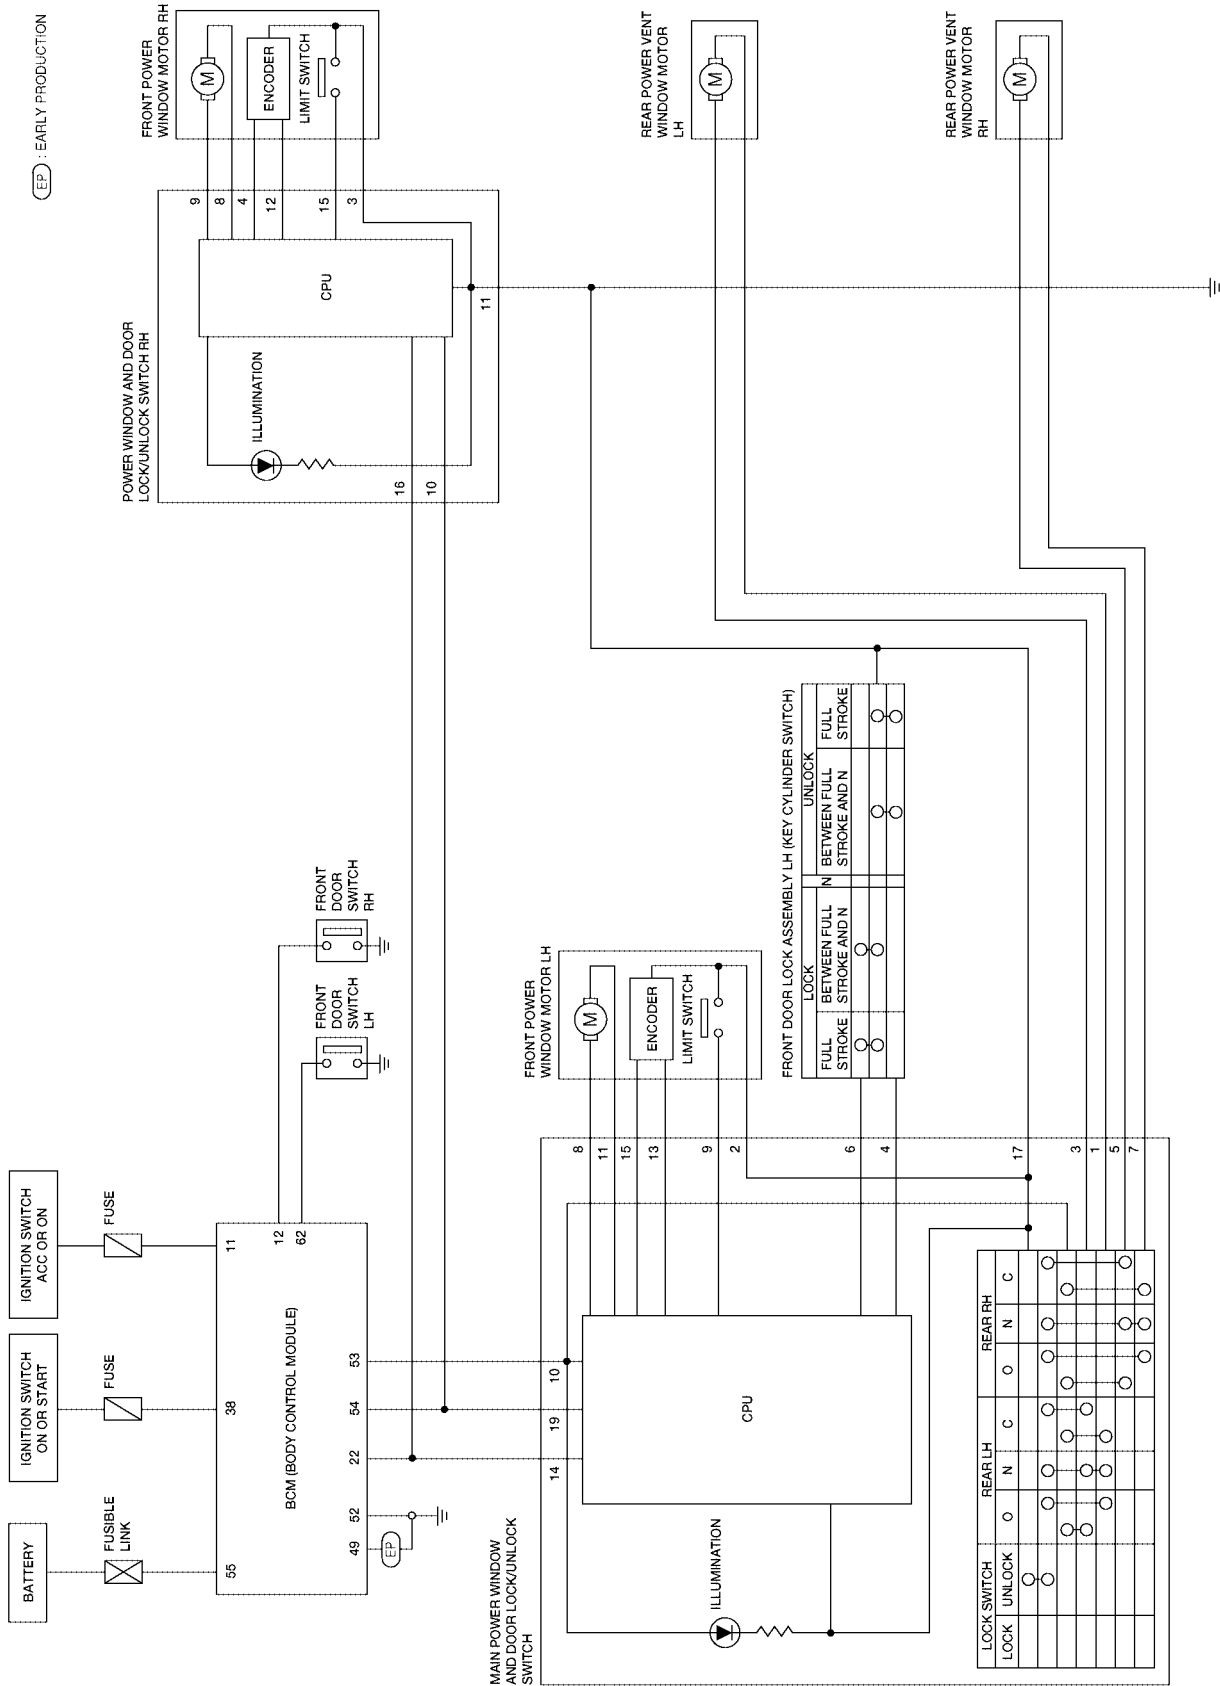 BATTERY
FUSIBLE
LINK
55
IGNITION SWITCH
ON OR START
FUSE
38
IGNITION SWITCH
ACC OR ON
FUSE
11
EP : EARLY PRODUCTION
BCM (BODY CONTROL MODULE)
12
62
49
52
22
54
53
EP
FRONT
DOOR
SWITCH
LH
FRONT
DOOR
SWITCH
RH
POWER WINDOW AND DOOR
LOCK/UNLOCK SWITCH RH
16
10
ILLUMINATION
CPU
11
9
8
4
12
15
3
FRONT POWER
WINDOW MOTOR RH
M
ENCODER
LIMIT SWITCH
MAIN POWER WINDOW
AND DOOR LOCK/UNLOCK
SWITCH
14
19
10
ILLUMINATION
CPU
8
11
15
13
9
2
6
4
17
3
1
5
7
FRONT POWER
WINDOW MOTOR LH
M
ENCODER
LIMIT SWITCH
REAR POWER VENT
WINDOW MOTOR
LH
M
FRONT DOOR LOCK ASSEMBLY LH (KEY CYLINDER SWITCH)
LOCK
N
UNLOCK
FULL
STROKE
BETWEEN FULL
STROKE AND N
BETWEEN FULL
STROKE AND N
FULL
STROKE
REAR POWER VENT
WINDOW MOTOR
RH
M
LOCK SWITCH
REAR LH
REAR RH
LOCK
UNLOCK
O
N
C
O
N
C